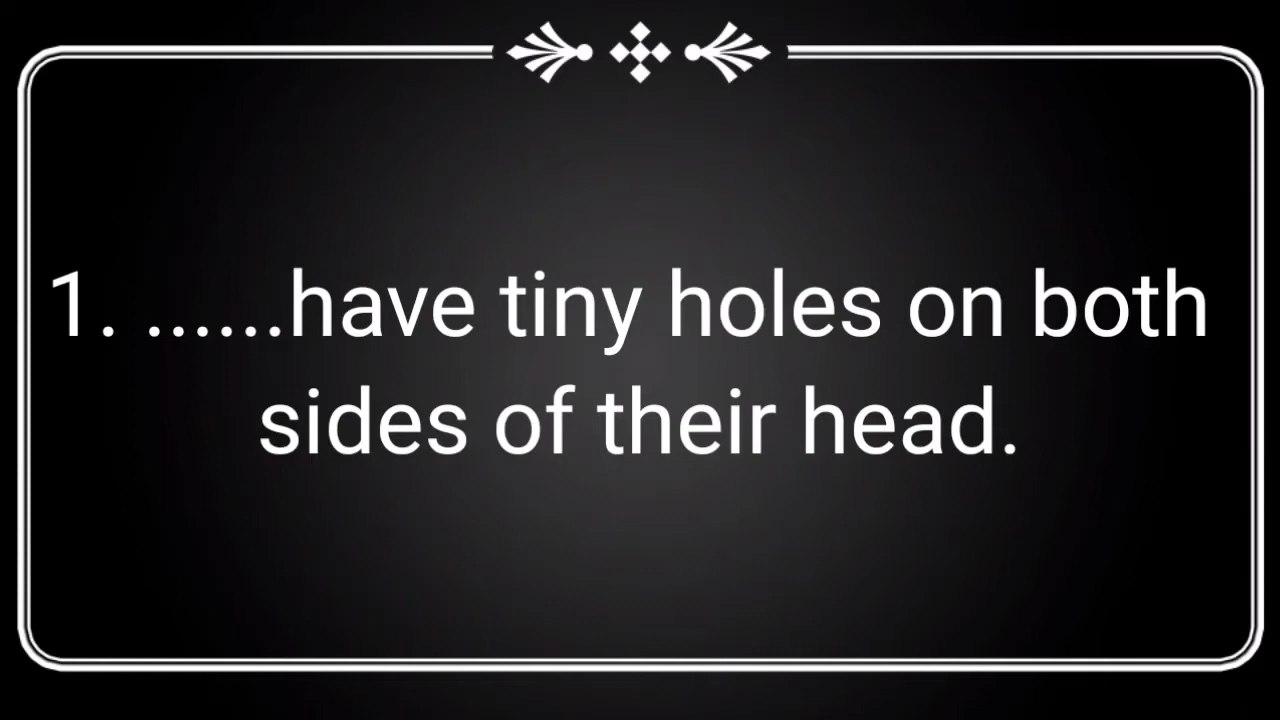 1. ......have tiny holes on both
sides of their head.